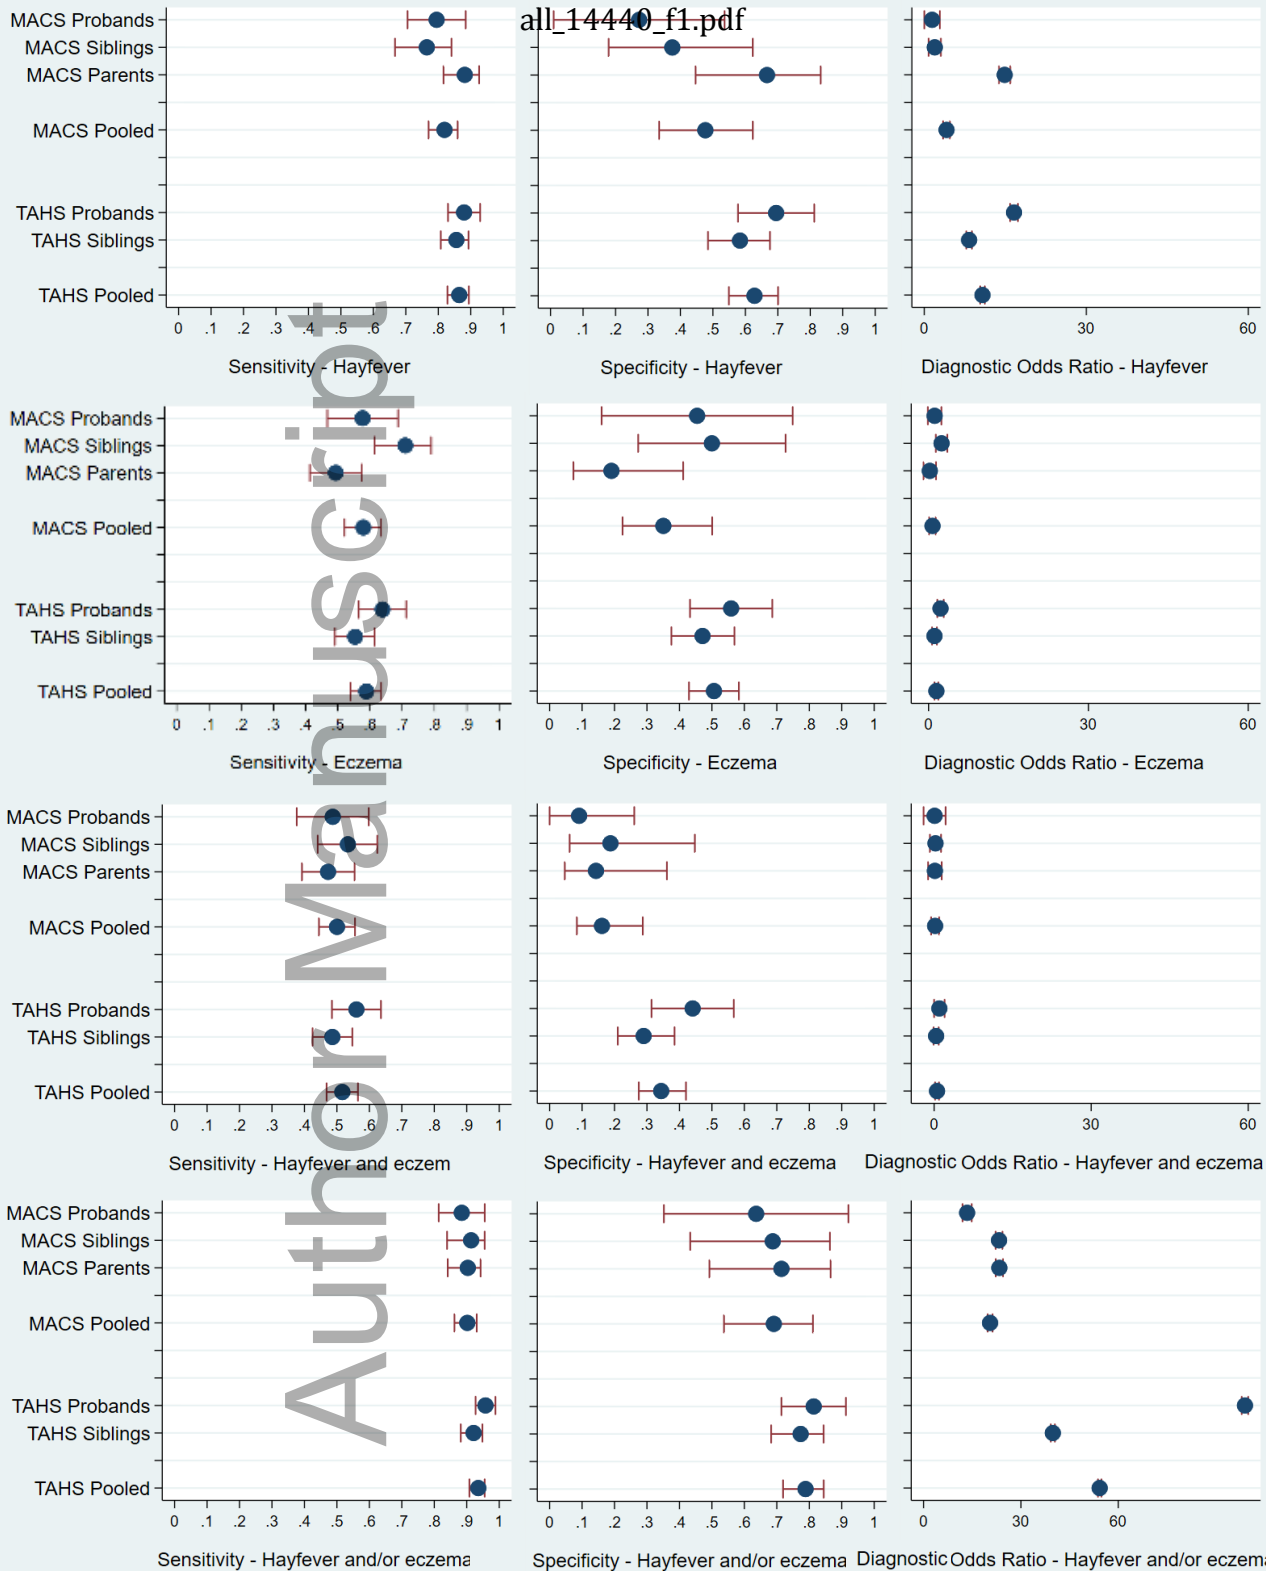 all_14440_f1.pdf
MACS Probands
MACS Siblings
MACS Parents
MACS Pooled
TAHS Probands
TAHS Siblings
TAHS Pooled
0 .1 .2 .3 .4 .5 .6 .7 .8 .9 1
0 .1 .2 .3 .4 .5 .6 .7 .8 .9 1
0 30 60
Sensitivity - Hayfever
Specificity - Hayfever
Diagnostic Odds Ratio - Hayfever
MACS Probands
MACS Siblings
MACS Parents
MACS Pooled
TAHS Probands
TAHS Siblings
TAHS Pooled
0 .1 .2 .3 .4 .5 .6 .7 .8 .9 1
0 .1 .2 .3 .4 .5 .6 .7 .8 .9 1
0 30 60
Sensitivity - Eczema
Specificity - Eczema
Diagnostic Odds Ratio - Eczema
MACS Probands
MACS Siblings
MACS Parents
MACS Pooled
TAHS Probands
TAHS Siblings
TAHS Pooled
0 .1 .2 .3 .4 .5 .6 .7 .8 .9 1
0 .1 .2 .3 .4 .5 .6 .7 .8 .9 1
0 30 60
Sensitivity - Hayfever and eczem
Specificity - Hayfever and eczema
Diagnostic Odds Ratio - Hayfever and eczema
MACS Probands
MACS Siblings
MACS Parents
MACS Pooled
TAHS Probands
TAHS Siblings
TAHS Pooled
0 .1 .2 .3 .4 .5 .6 .7 .8 .9 1
0 .1 .2 .3 .4 .5 .6 .7 .8 .9 1
0 30 60
Sensitivity - Hayfever and/or eczema
Specificity - Hayfever and/or eczema
Diagnostic Odds Ratio - Hayfever and/or eczema
Author Manuscript